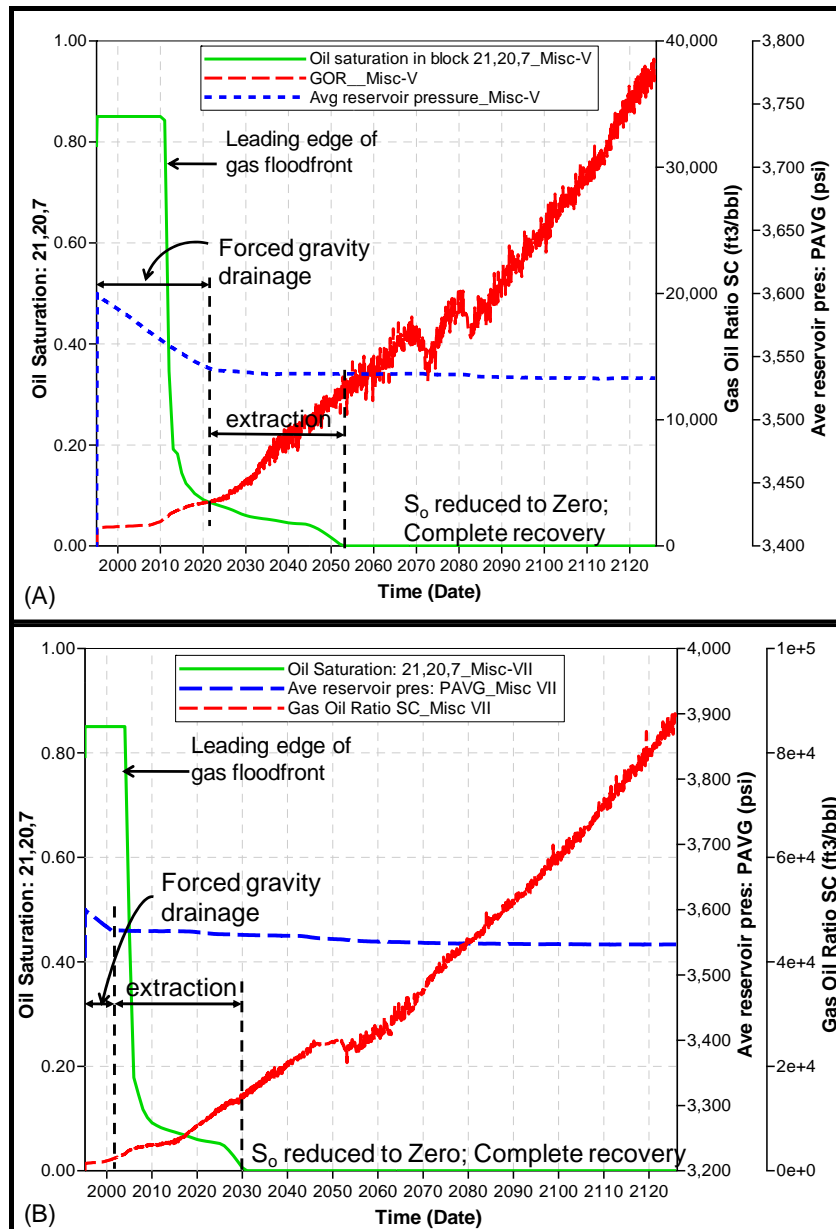 1.00
0.80
0.60
0.40
0.20
0.00
Oil Saturation: 21,20,7
Oil saturation in block 21,20,7_Misc-V
GOR__Misc-V
Avg reservoir pressure_Misc-V
Leading edge of
gas floodfront
Forced gravity
drainage
extraction
So reduced to Zero;
Complete recovery
40,000
30,000
20,000
10,000
0
Gas Oil Ratio SC (ft3/bbl)
3,800
3,750
3,700
3,650
3,600
3,550
3,500
3,450
3,400
Ave reservoir pres: PAVG (psi)
2000 2010 2020 2030 2040 2050 2060 2070 2080 2090 2100 2110 2120
Time (Date)
(A)
1.00
0.80
0.60
0.40
0.20
0.00
Oil Saturation: 21,20,7
Oil Saturation: 21,20,7_Misc-VII
Ave reservoir pres: PAVG_Misc VII
Gas Oil Ratio SC_Misc VII
Leading edge of
gas floodfront
Forced gravity
drainage
extraction
So reduced to Zero; Complete recovery
4,000
3,900
3,800
3,700
3,600
3,500
3,400
3,300
3,200
Ave reservoir pres: PAVG (psi)
1e+5
8e+4
6e+4
4e+4
2e+4
0e+0
Gas Oil Ratio SC (ft3/bbl)
2000 2010 2020 2030 2040 2050 2060 2070 2080 2090 2100 2110 2120
Time (Date)
(B)